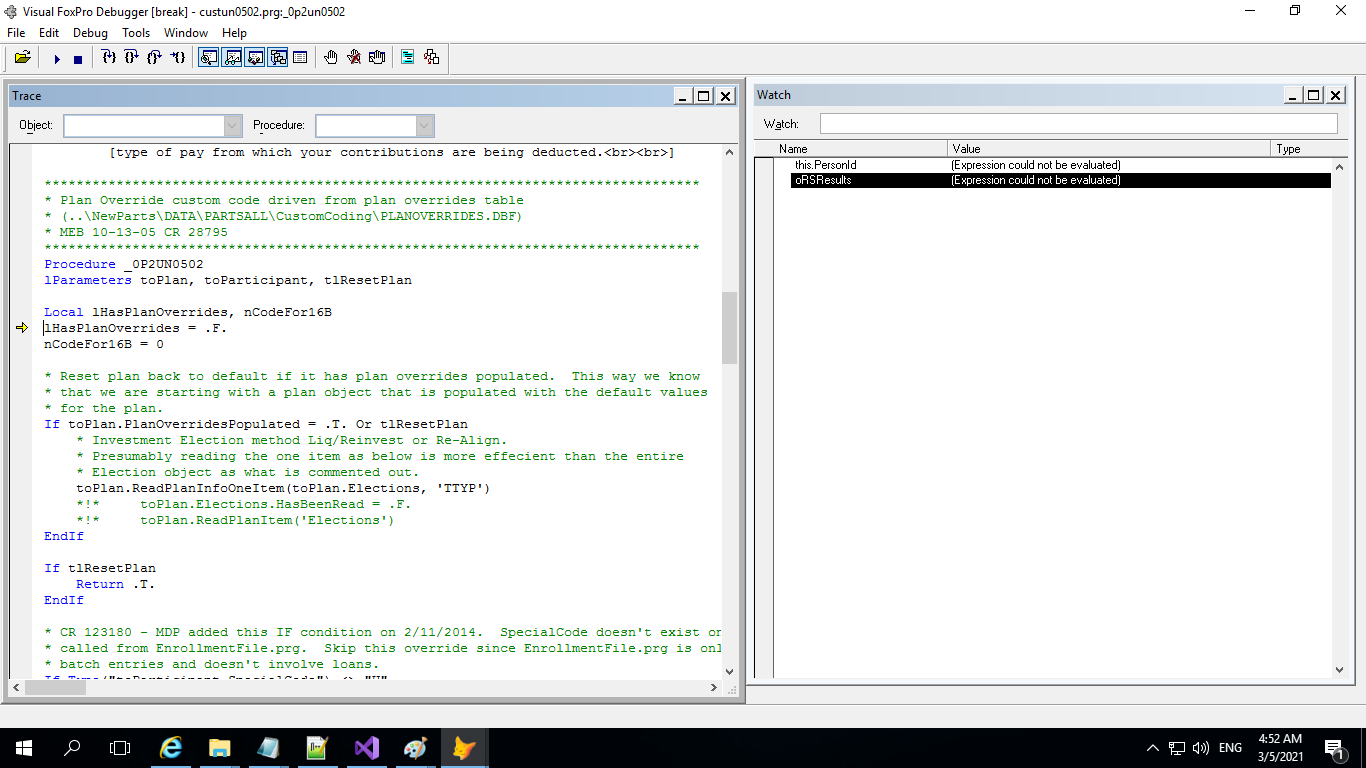 Visual FoxPro Debugger [break] - custun0502.prg:_0p2un0502
File Edit Debug Tools Window Help
Trace
Object: Procedure:
[type of pay from which your contributions are being deducted.<br><br>]
**********************************************************************************
* Plan Override custom code driven from plan overrides table
* (..\NewParts\DATA\PARTSALL\CustomCoding\PLANOVERRIDES.DBF)
* MEB 10-13-05 CR 28795
**********************************************************************************
Procedure _0P2UN0502
lParameters toPlan, toParticipant, tlResetPlan
Local lHasPlanOverrides, nCodeFor16B
lHasPlanOverrides = .F.
nCodeFor16B = 0
* Reset plan back to default if it has plan overrides populated.  This way we know
* that we are starting with a plan object that is populated with the default values
* for the plan.
If toPlan.PlanOverridesPopulated = .T. Or tlResetPlan
* Investment Election method Liq/Reinvest or Re-Align.
* Presumably reading the one item as below is more effecient than the entire
* Election object as what is commented out.
toPlan.ReadPlanInfoOneItem(toPlan.Elections, 'TTYP')
*!*     toPlan.Elections.HasBeenRead = .F.
*!*     toPlan.ReadPlanItem('Elections')
EndIf
If tlResetPlan
Return .T.
EndIf
* CR 123180 - MDP added this IF condition on 2/11/2014.  SpecialCode doesn't exist or
* called from EnrollmentFile.prg.  Skip this override since EnrollmentFile.prg is onl
* batch entries and doesn't involve loans.
If Type("toParticipant.SpecialCode") <> "U"
Watch
Watch:
Name Value Type
this.PersonId (Expression could not be evaluated)
oRSResults (Expression could not be evaluated)
ENG
4:52 AM
3/5/2021
1